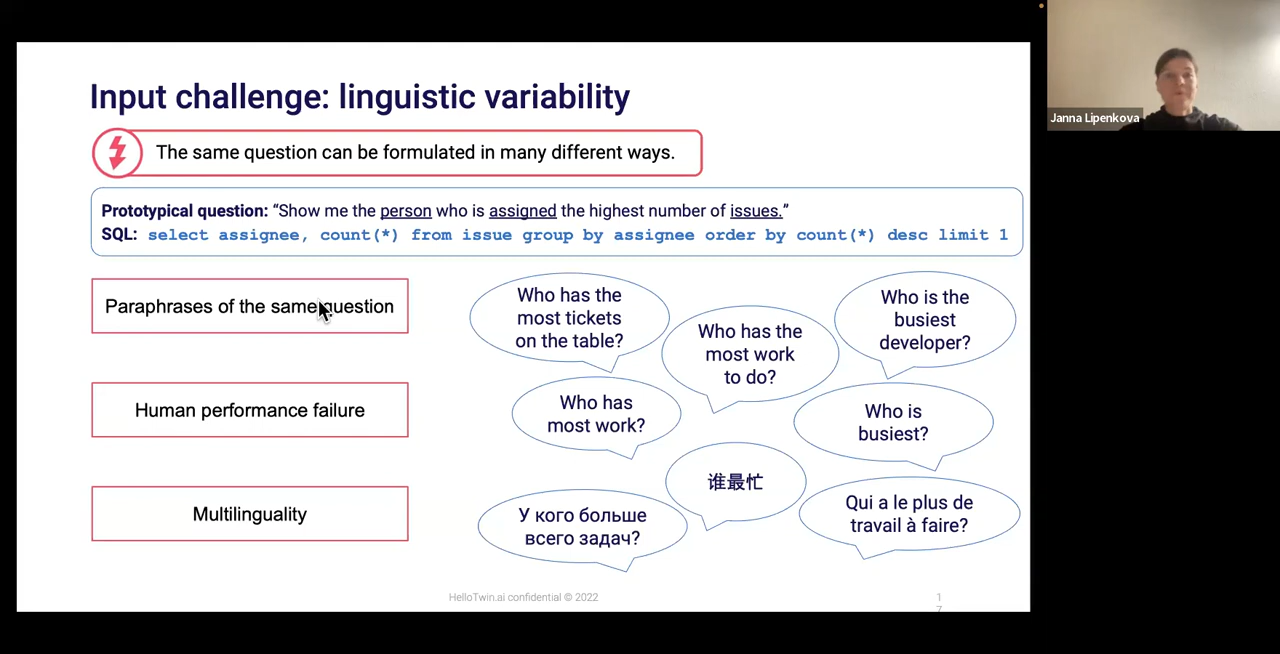 Janna Lipenkova
Input challenge: linguistic variability
The same question can be formulated in many different ways.
Prototypical question: “Show me the person who is assigned the highest number of issues.”
SQL: select assignee, count(*) from issue group by assignee order by count(*) desc limit 1
Paraphrases of the same question
Human performance failure
Multilinguality
Who has the
most tickets
on the table?
Who has the
most work
to do?
Who is the
busiest
developer?
Who has
most work?
Who is
busiest?
谁最忙
У кого больше
всего задач?
Qui a le plus de
travail à faire?
HelloTwin.ai confidential © 2022
1
7